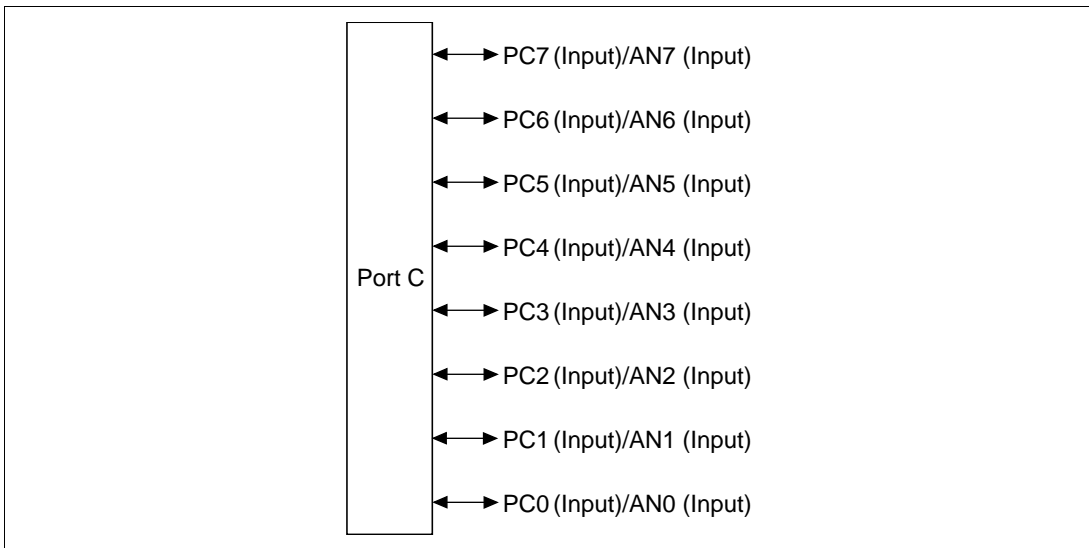 PC7 (Input)/AN7 (Input)
PC6 (Input)/AN6 (Input)
PC5 (Input)/AN5 (Input)
PC4 (Input)/AN4 (Input)
Port C
PC3 (Input)/AN3 (Input)
PC2 (Input)/AN2 (Input)
PC1 (Input)/AN1 (Input)
PC0 (Input)/AN0 (Input)